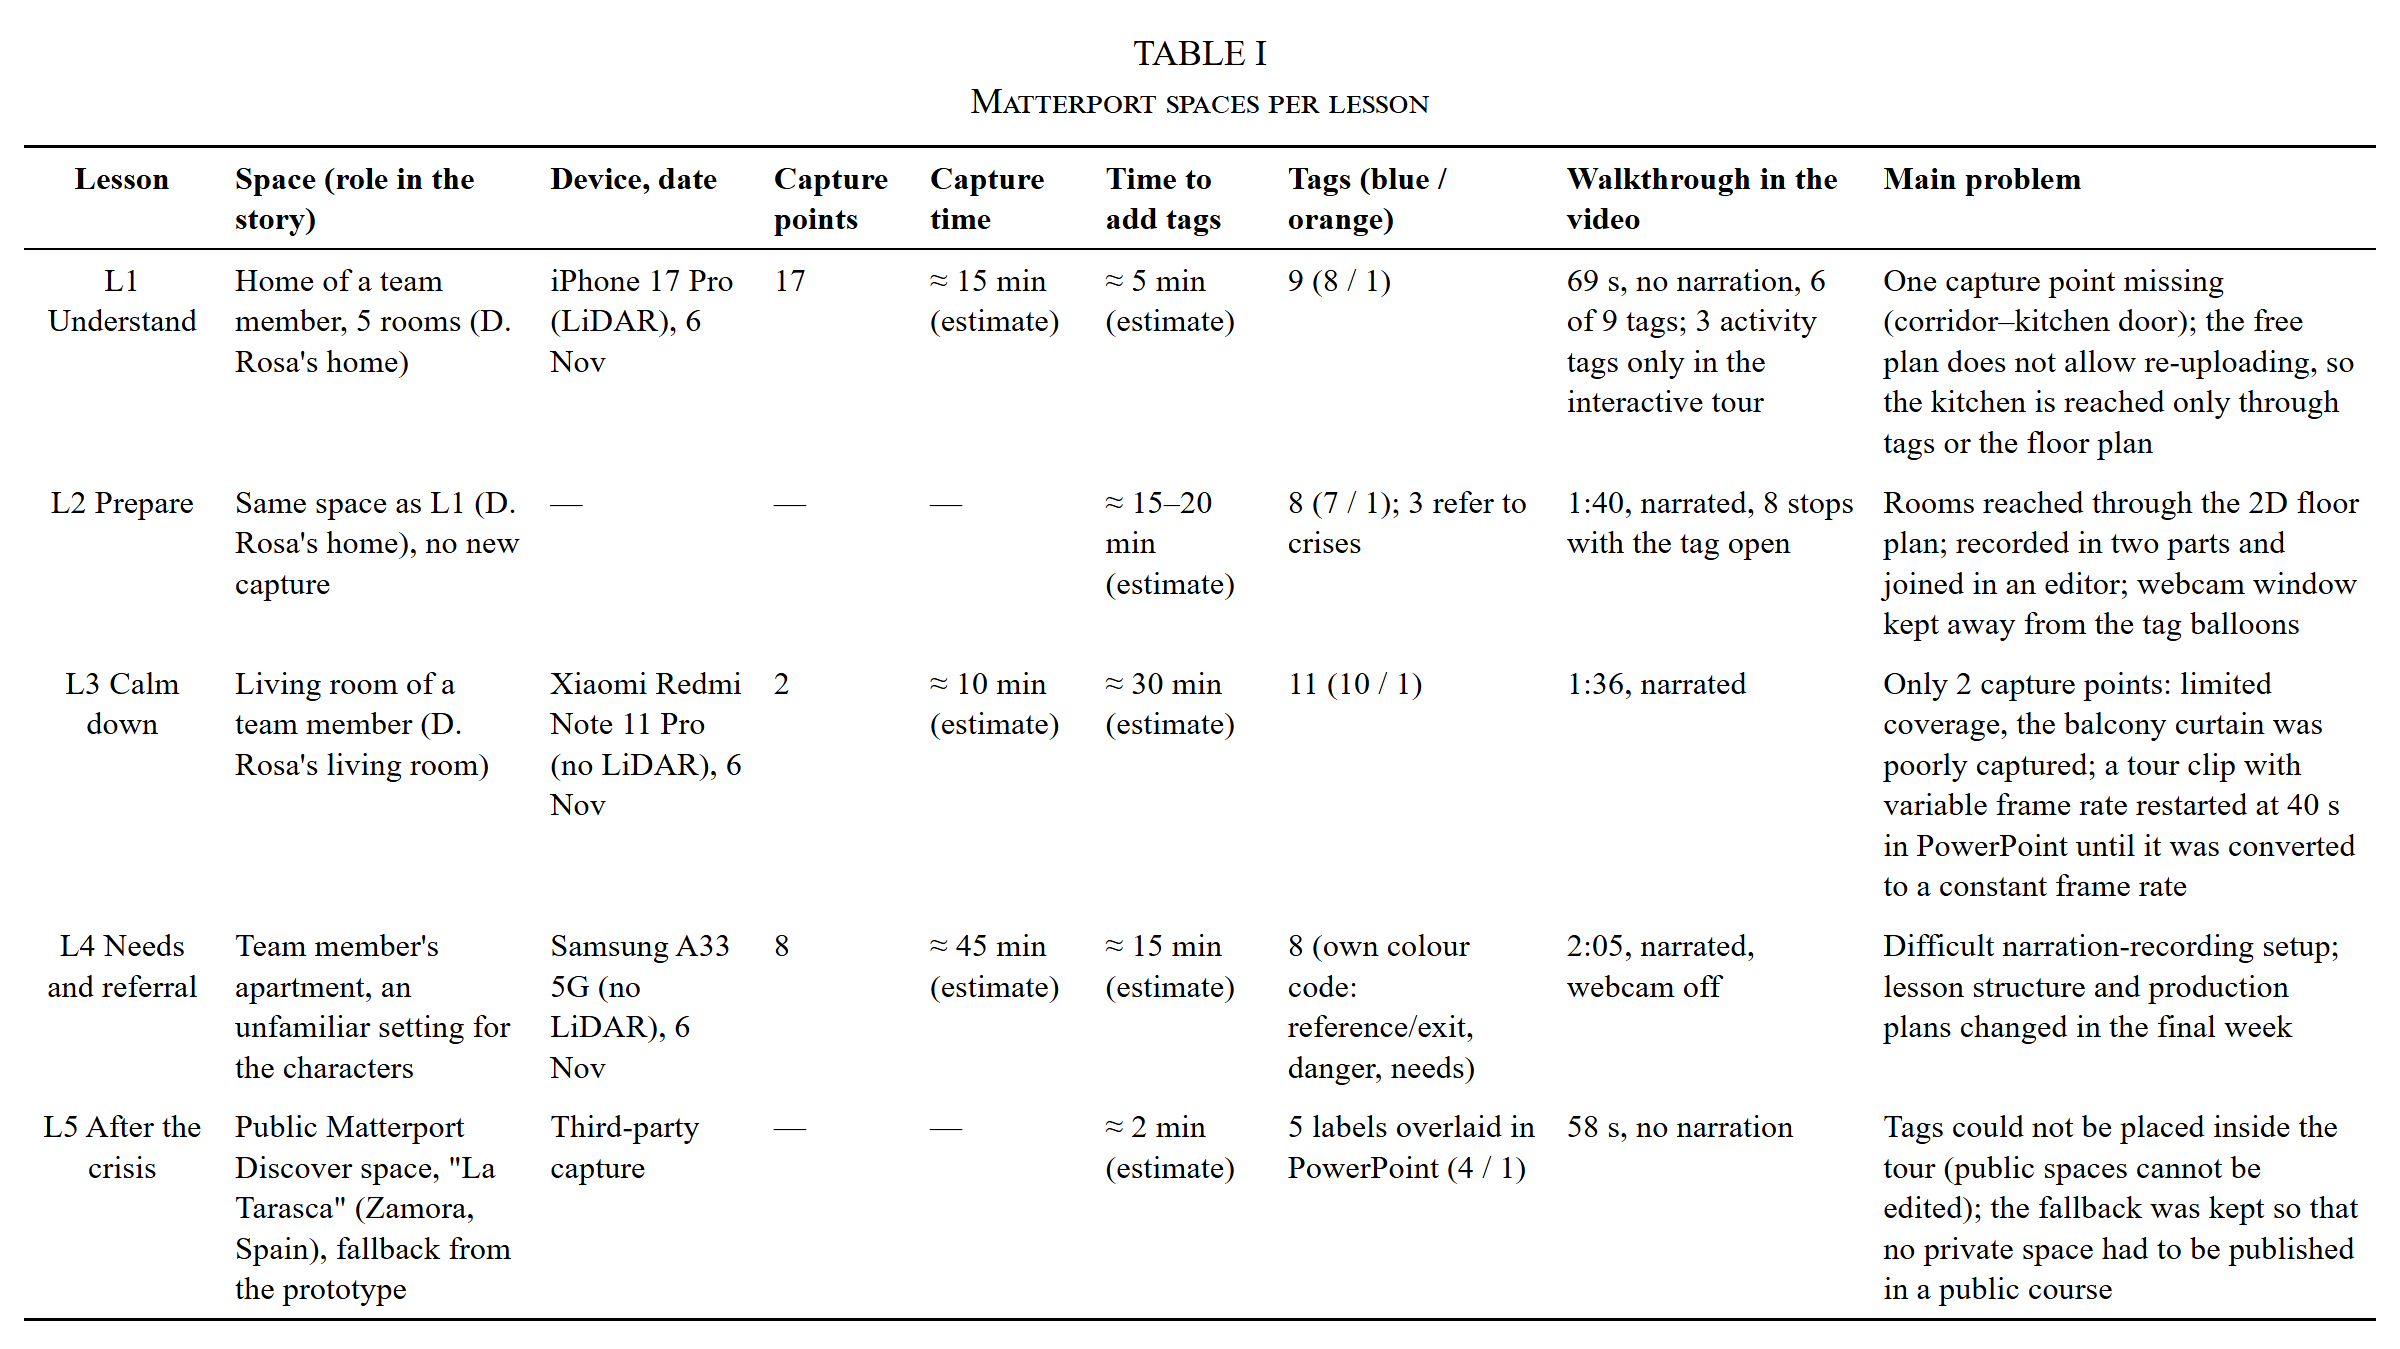 TABLE I
MATTERPORT SPACES PER LESSON
Lesson
Space (role in the
story)
Device, date
Capture
points
Capture
time
Time to
add tags
Tags (blue /
orange)
Walkthrough in the
video
Main problem
L1
Understand
Home of a team
member, 5 rooms (D.
Rosa's home)
iPhone 17 Pro
(LiDAR), 6
Nov
17
≈ 15 min
(estimate)
≈ 5 min
(estimate)
9 (8 / 1)
69 s, no narration, 6
of 9 tags; 3 activity
tags only in the
interactive tour
One capture point missing
(corridor–kitchen door); the free
plan does not allow re-uploading, so
the kitchen is reached only through
tags or the floor plan
L2 Prepare
Same space as L1 (D.
Rosa's home), no new
capture
—
—
—
≈ 15–20
min
(estimate)
8 (7 / 1); 3 refer to
crises
1:40, narrated, 8 stops
with the tag open
Rooms reached through the 2D floor
plan; recorded in two parts and
joined in an editor; webcam window
kept away from the tag balloons
L3 Calm
down
Living room of a
team member (D.
Rosa's living room)
Xiaomi Redmi
Note 11 Pro
(no LiDAR), 6
Nov
2
≈ 10 min
(estimate)
≈ 30 min
(estimate)
11 (10 / 1)
1:36, narrated
Only 2 capture points: limited
coverage, the balcony curtain was
poorly captured; a tour clip with
variable frame rate restarted at 40 s
in PowerPoint until it was converted
to a constant frame rate
L4 Needs
and referral
Team member's
apartment, an
unfamiliar setting for
the characters
Samsung A33
5G (no
LiDAR), 6
Nov
8
≈ 45 min
(estimate)
≈ 15 min
(estimate)
8 (own colour
code:
reference/exit,
danger, needs)
2:05, narrated,
webcam off
Difficult narration-recording setup;
lesson structure and production
plans changed in the final week
L5 After the
crisis
Public Matterport
Discover space, "La
Tarasca" (Zamora,
Spain), fallback from
the prototype
Third-party
capture
—
—
≈ 2 min
(estimate)
5 labels overlaid in
PowerPoint (4 / 1)
58 s, no narration
Tags could not be placed inside the
tour (public spaces cannot be
edited); the fallback was kept so that
no private space had to be published
in a public course